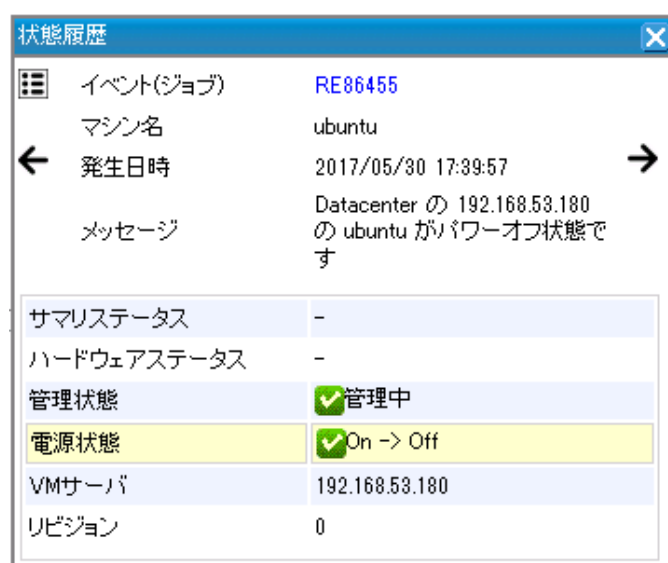 状態履歴
イベント(ジョブ) RE86455
マシン名 ubuntu
発生日時 2017/05/30 17:39:57
メッセージ Datacenter の 192.168.53.180
の ubuntu がパワーオフ状態で
す
サマリステータス -
ハードウェアステータス -
管理状態 管理中
電源状態 On -> Off
VMサーバ 192.168.53.180
リビジョン 0